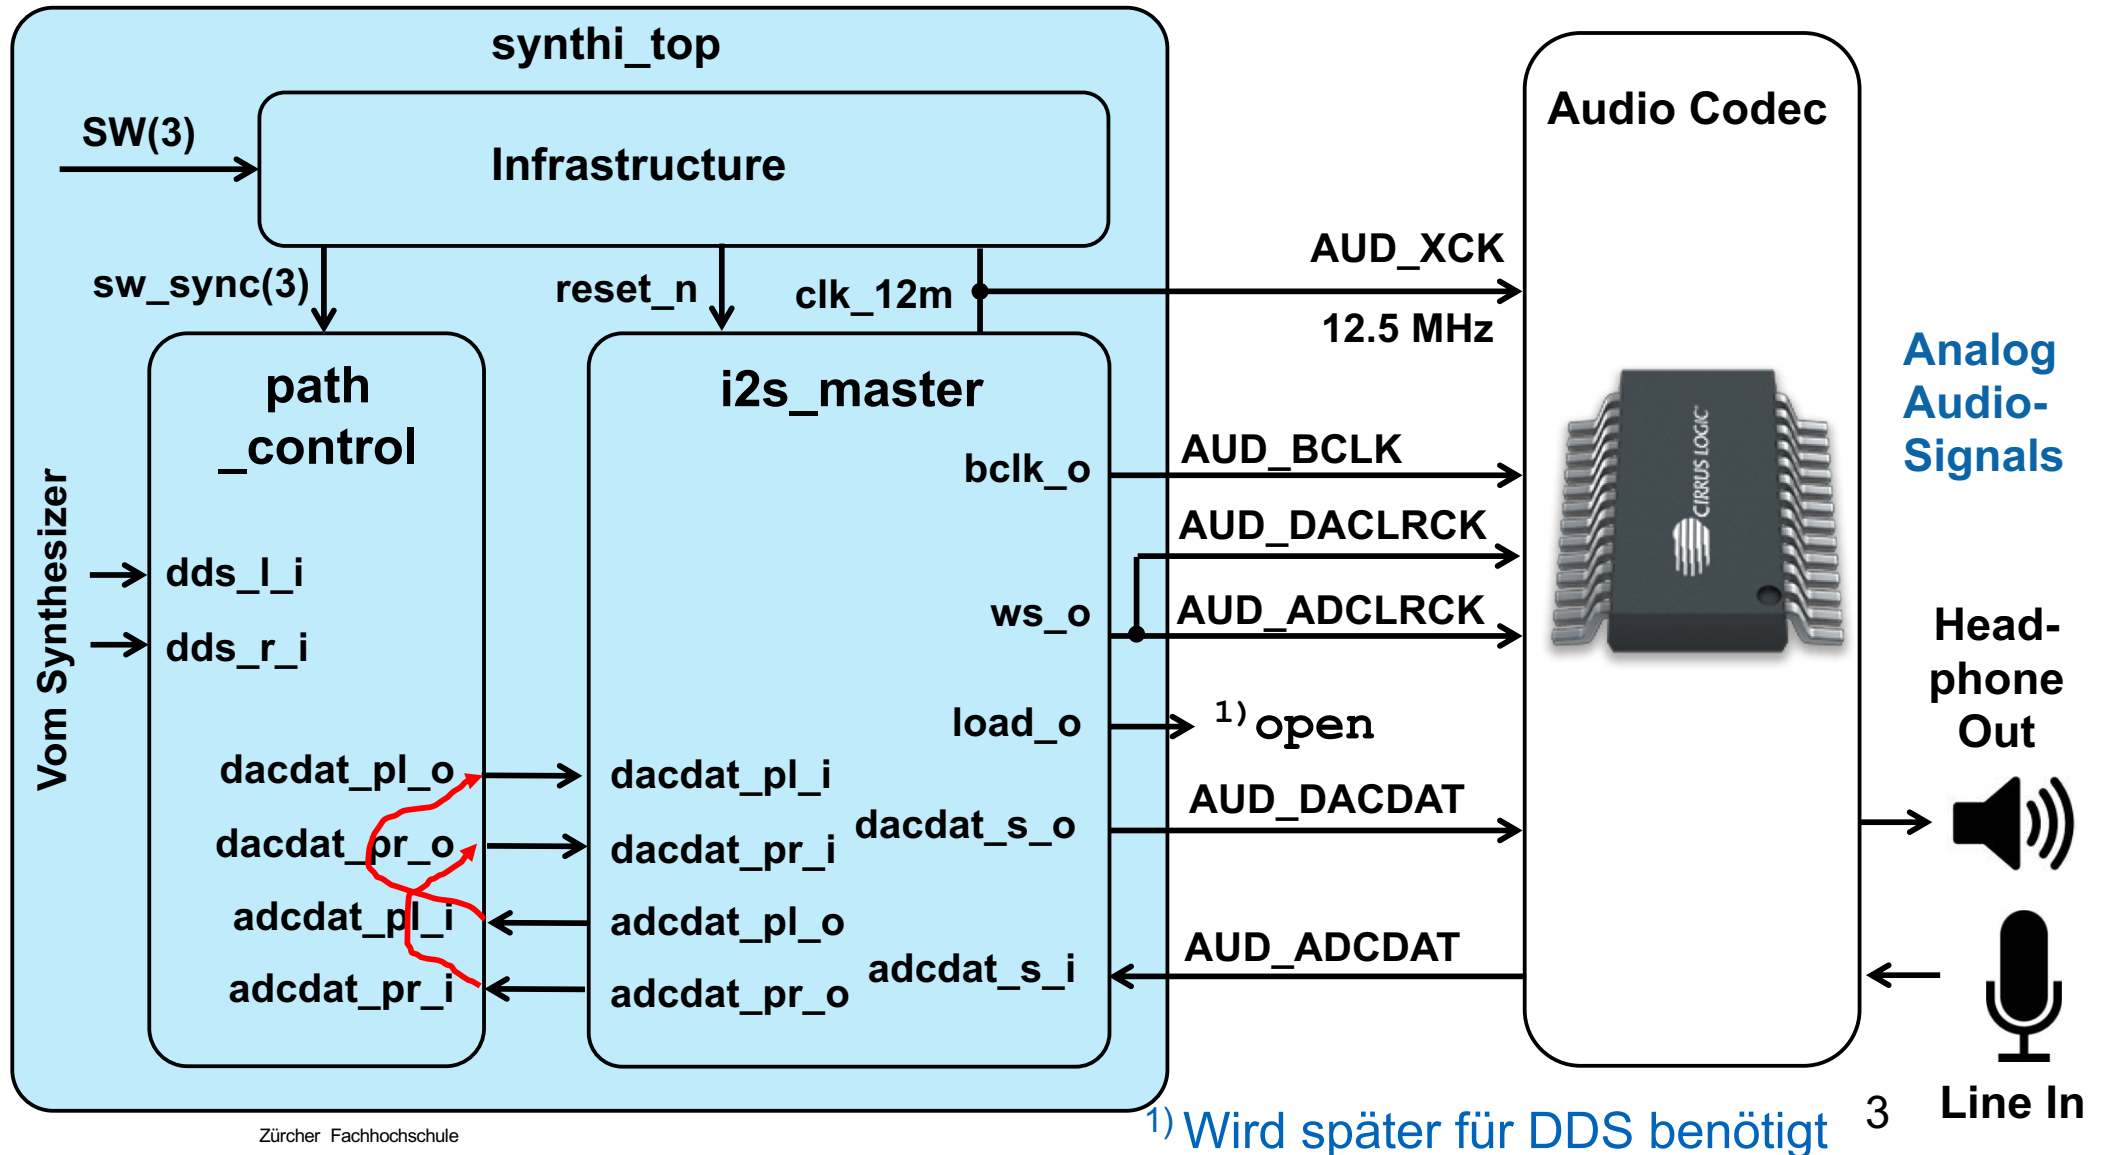 synthi_top
SW(3)
Infrastructure
Audio Codec
sw_sync(3)
reset_n
clk_12m
AUD_XCK
12.5 MHz
path
_control
i2s_master
Analog
Audio-
Signals
bclk_o
AUD_BCLK
CIRRUS LOGIC
AUD_DACLRCK
Vom Synthesizer
dds_l_i
dds_r_i
ws_o
AUD_ADCLRCK
Head-
phone
Out
load_o
1) open
dacdat_pl_o
dacdat_pl_i
dacdat_s_o
AUD_DACDAT
dacdat_pr_o
dacdat_pr_i
adcdat_pl_i
adcdat_pl_o
adcdat_s_i
AUD_ADCDAT
adcdat_pr_i
adcdat_pr_o
Line In
1) Wird später für DDS benötigt
3
Zürcher Fachhochschule